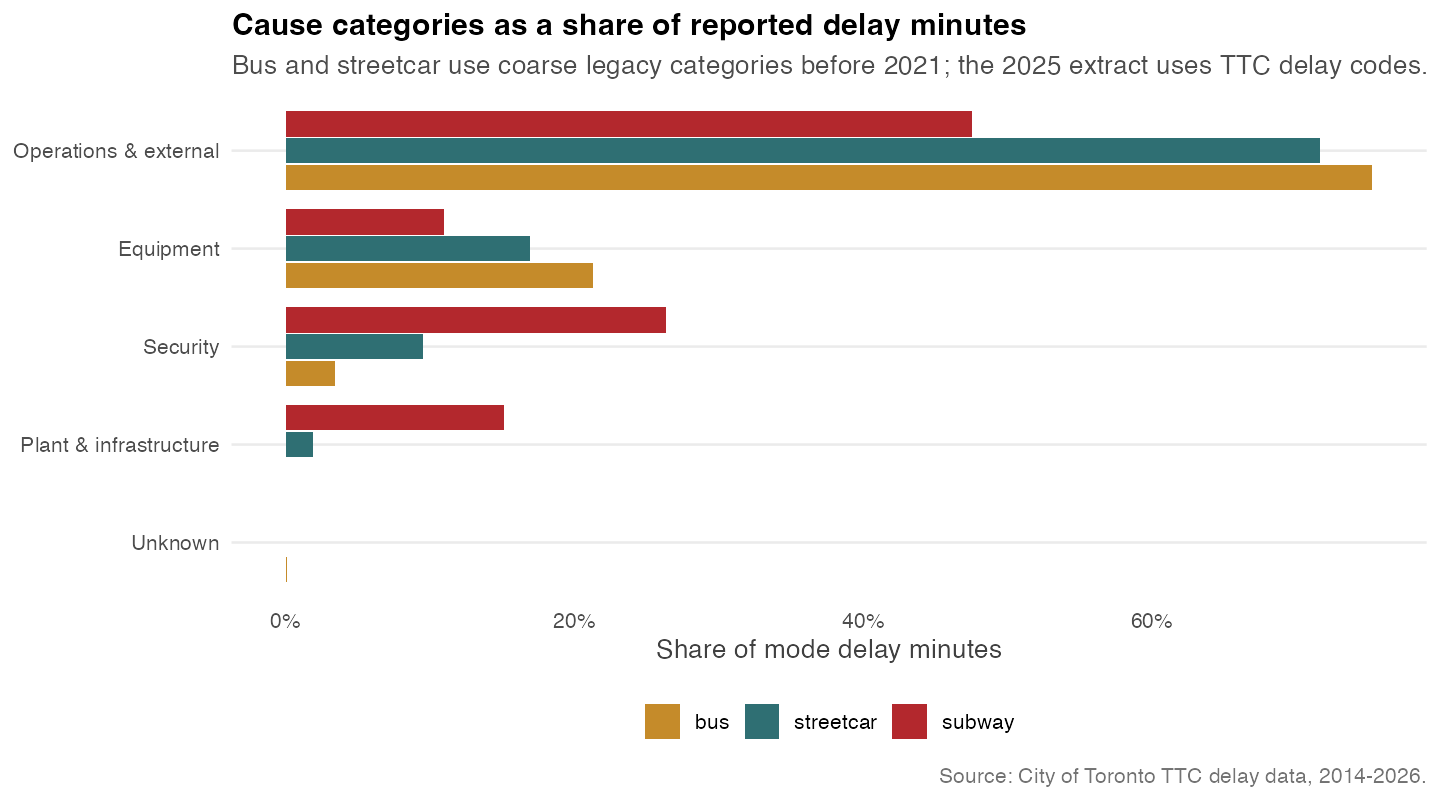 Cause categories as a share of reported delay minutes
Bus and streetcar use coarse legacy categories before 2021; the 2025 extract uses TTC delay codes.
Operations & external
Equipment
Security
Plant & infrastructure
Unknown
0% 20% 40% 60%
Share of mode delay minutes
bus streetcar subway
Source: City of Toronto TTC delay data, 2014-2026.